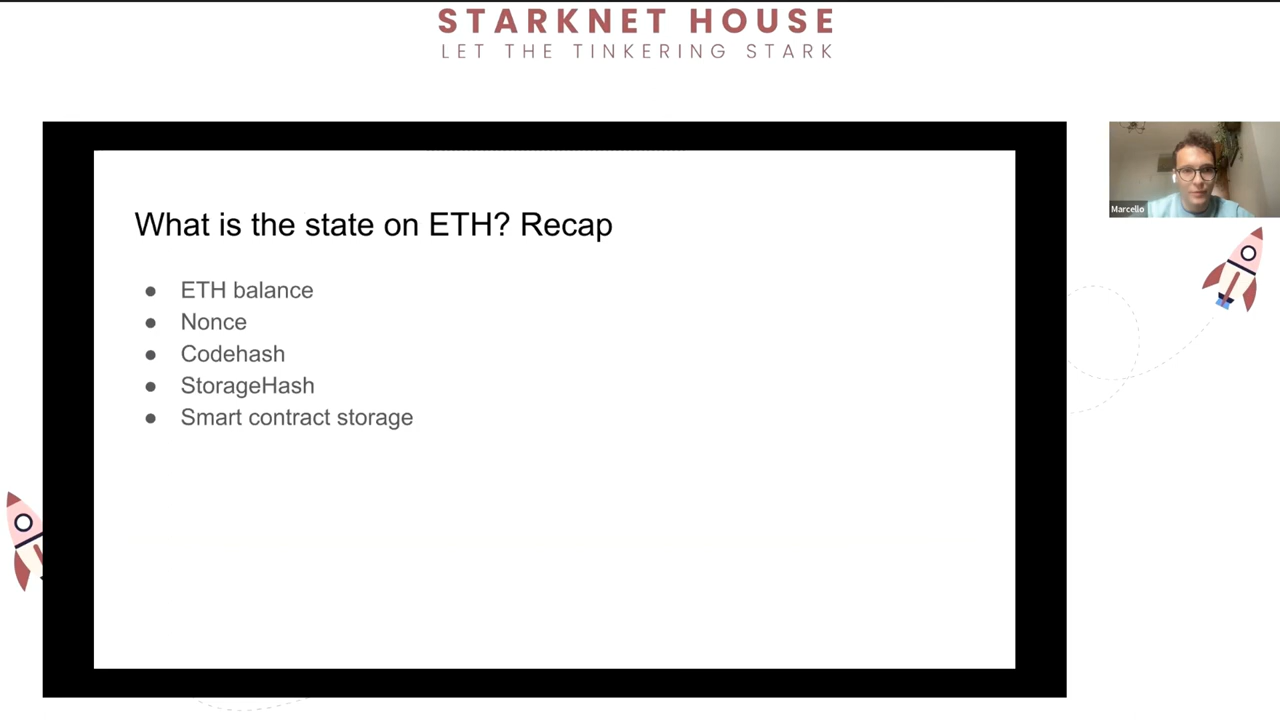 STARKNET HOUSE
LET THE TINKERING STARK
What is the state on ETH? Recap
● ETH balance
● Nonce
● Codehash
● StorageHash
● Smart contract storage
Marcello